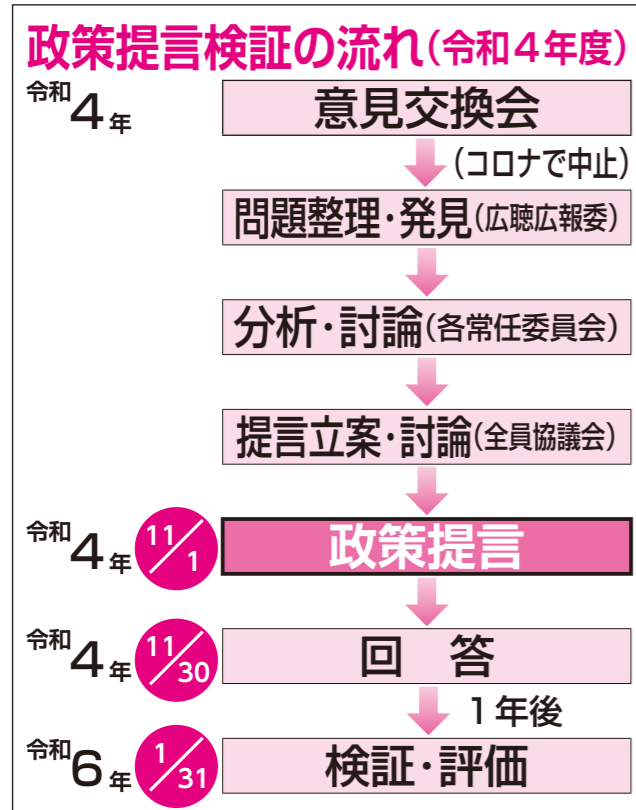 政策提言検証の流れ(令和4年度)
令和4年 意見交換会
(コロナで中止)
問題整理・発見(広聴広報委)
分析・討論(各常任委員会)
提言立案・討論(全員協議会)
令和4年 11/1 政策提言
令和4年 11/30 回 答
1年後
令和6年 1/31 検証・評価